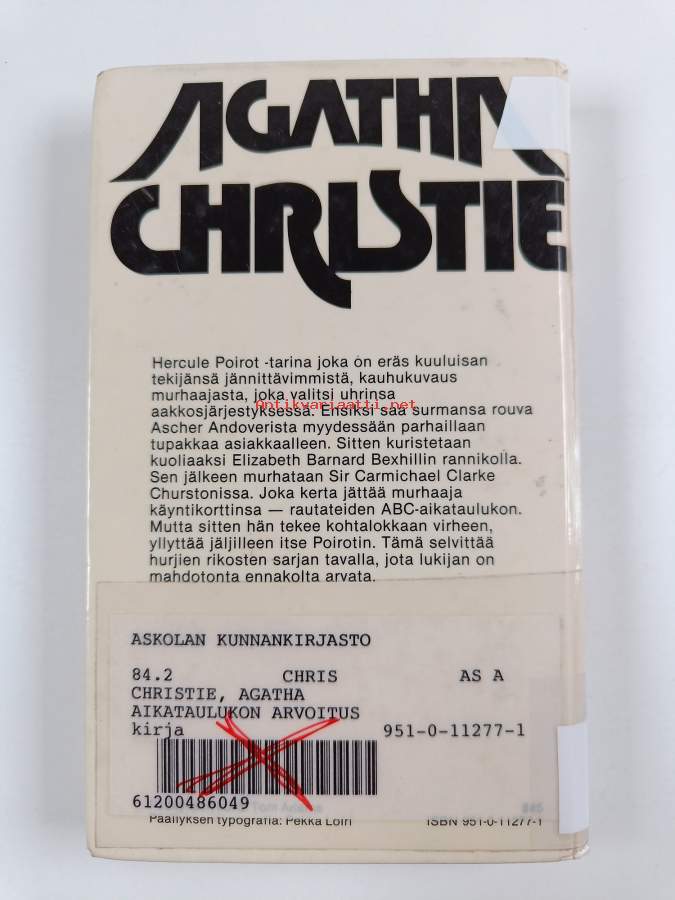 AGATHA
CHRISTIE
Hercule Poirot -tarina joka on eräs kuuluisan
tekijänsä jännittävimmistä, kauhukuvaus
murhaajasta, joka valitsi uhrinsa
Antikvariaatti.net
aakkosjärjestyksessä. Ensiksi saa surmansa rouva
Ascher Andoverista myydessään parhaillaan
tupakkaa asiakkaalleen. Sitten kuristetaan
kuoliaaksi Elizabeth Barnard Bexhillin rannikolla.
Sen jälkeen murhataan Sir Carmichael Clarke
Churstonissa. Joka kerta jättää murhaaja
käyntikorttinsa — rautateiden ABC-aikataulukon.
Mutta sitten hän tekee kohtalokkaan virheen,
yllyttää jäljilleen itse Poirotin. Tämä selvittää
hurjien rikosten sarjan tavalla, jota lukijan on
mahdotonta ennakolta arvata.
ASKOLAN KUNNANKIRJASTO
84.2 CHRIS AS A
CHRISTIE, AGATHA
AIKATAULUKON ARVOITUS
kirja 951-0-11277-1
61200486049 Tom Adams
Päällyksen typografia: Pekka Loiri ISBN 951-0-11277-1